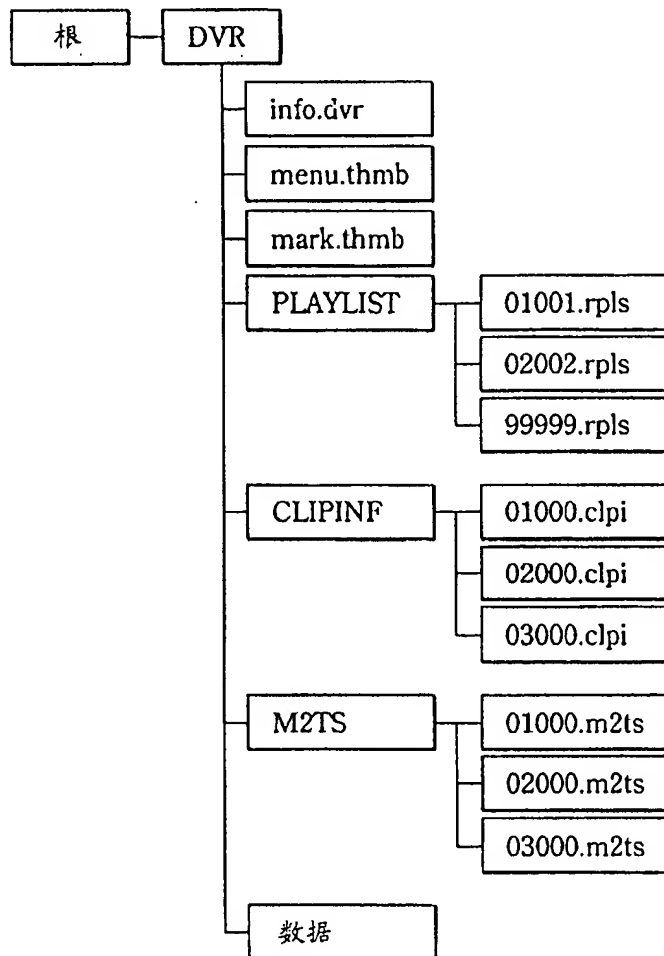 根
DVR
info.dvr
menu.thmb
mark.thmb
PLAYLIST
01001.rpls
02002.rpls
99999.rpls
CLIPINF
01000.clpi
02000.clpi
03000.clpi
M2TS
01000.m2ts
02000.m2ts
03000.m2ts
数据